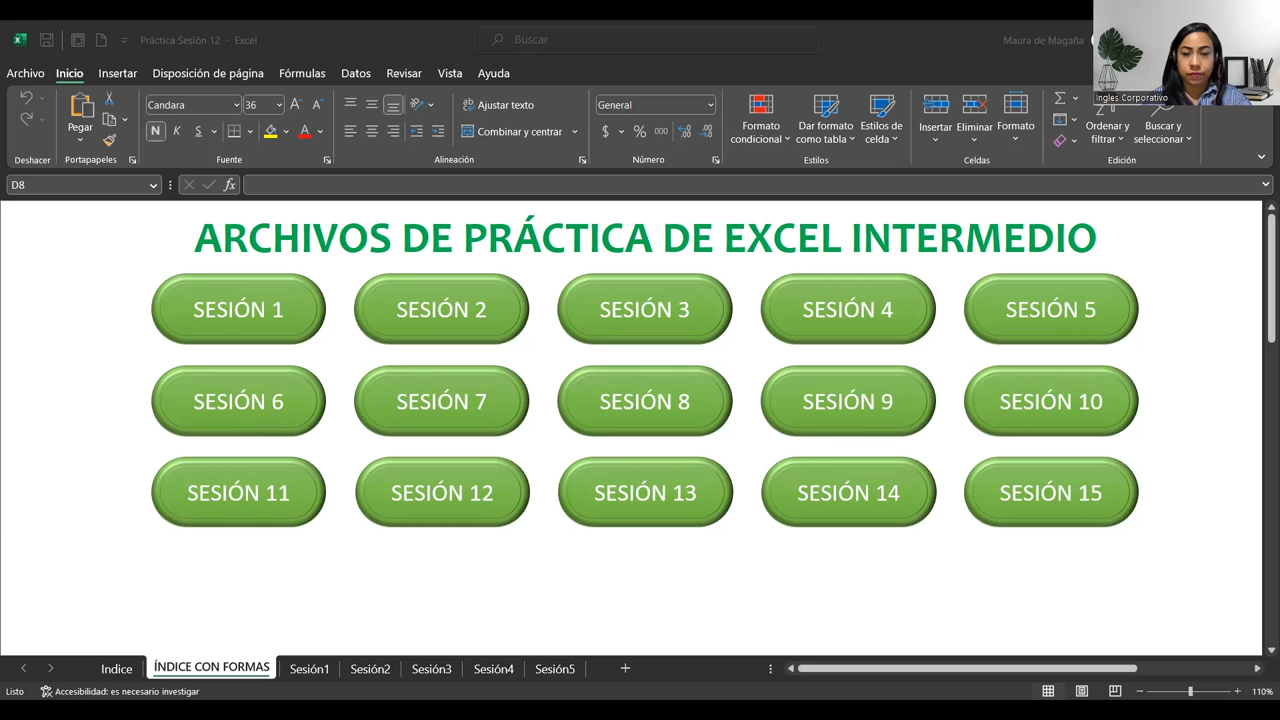 Práctica Sesión 12 - Excel
Buscar
Maura de Magaña
Ingles Corporativo
Archivo Inicio Insertar Disposición de página Fórmulas Datos Revisar Vista Ayuda
Candara 36 Ajustar texto General
Pegar
N K S Combinar y centrar $ % 000
Formato condicional
Dar formato como tabla
Estilos de celda
Insertar Eliminar Formato
Ordenar y filtrar
Buscar y seleccionar
Deshacer Portapapeles Fuente Alineación Número Estilos Celdas Edición
D8
fx
ARCHIVOS DE PRÁCTICA DE EXCEL INTERMEDIO
SESIÓN 1 SESIÓN 2 SESIÓN 3 SESIÓN 4 SESIÓN 5
SESIÓN 6 SESIÓN 7 SESIÓN 8 SESIÓN 9 SESIÓN 10
SESIÓN 11 SESIÓN 12 SESIÓN 13 SESIÓN 14 SESIÓN 15
Indice ÍNDICE CON FORMAS Sesión1 Sesión2 Sesión3 Sesión4 Sesión5
Listo Accesibilidad: es necesario investigar 110%